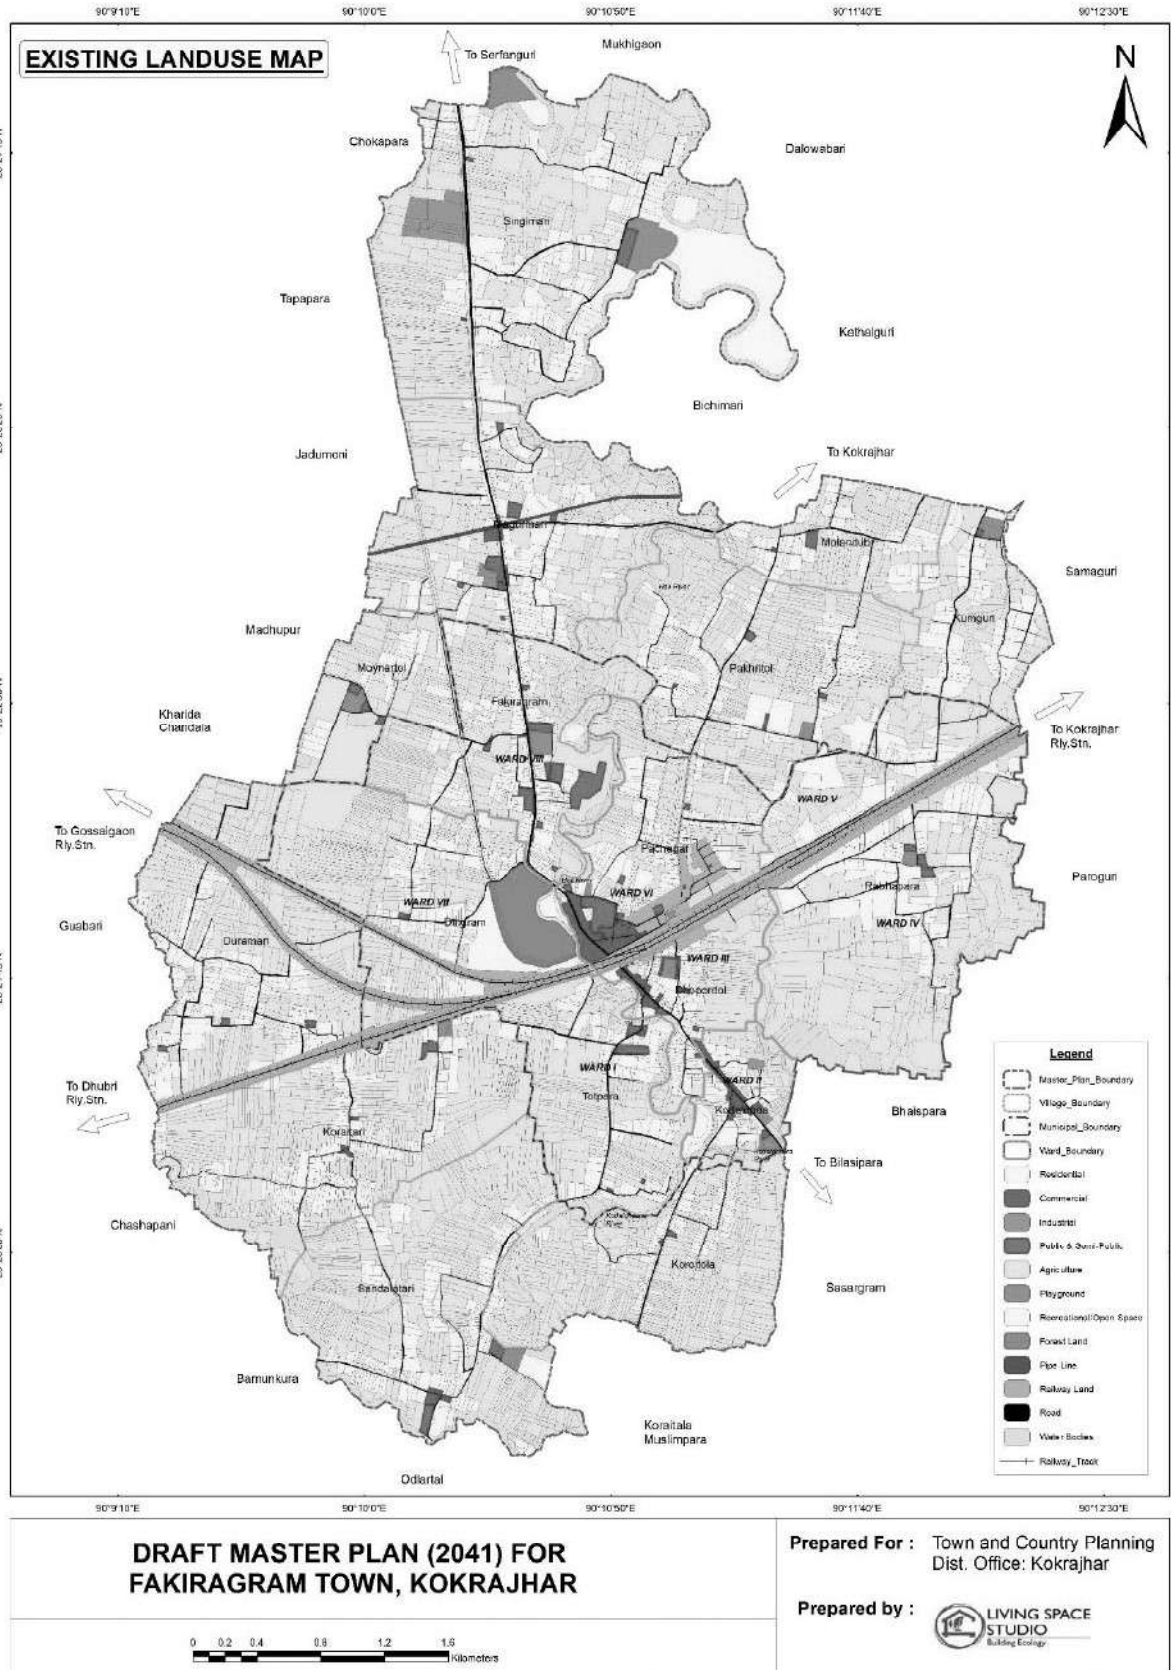 90°9'10"E
90°10'0"E
90°10'50"E
90°11'40"E
90°12'30"E
EXISTING LANDUSE MAP
To Serfanguri
Mukhigaon
N
Chokapara
Dalowabari
Singimari
Tapapara
Kathalguri
Bichimari
To Kokrajhar
Jadumoni
Samaguri
Kumguri
Madhupur
Pakhritol
Fakiragram
Kharida
Chandala
To Kokrajhar
Rly.Stn.
WARD VIII
WARD V
To Gossaigaon
Rly.Stn.
Rabhapara
Paroguri
WARD VI
WARD VII
WARD IV
Guabari
Duramari
WARD III
To Dhubri
Rly.Stn.
WARD I
WARD II
Totpara
Bhaispara
To Bilasipara
Koraitari
Chashapani
Sasargram
Bamunkura
Koraitala
Muslimpara
Odlartal
Legend
Master_Plan_Boundary
Village_Boundary
Municipal_Boundary
Ward_Boundary
Residential
Commercial
Industrial
Public & Semi-Public
Agriculture
Playground
Recreational/Open Space
Forest Land
Pipe Line
Railway Land
Road
Water Bodies
Railway_Track
90°9'10"E
90°10'0"E
90°10'50"E
90°11'40"E
90°12'30"E
DRAFT MASTER PLAN (2041) FOR
FAKIRAGRAM TOWN, KOKRAJHAR
0 0.2 0.4 0.8 1.2 1.6
Kilometers
Prepared For : Town and Country Planning
Dist. Office: Kokrajhar
Prepared by :
LIVING SPACE
STUDIO
Building Ecology